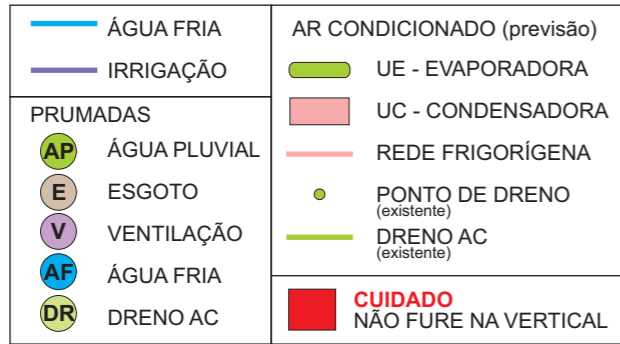 ÁGUA FRIA
IRRIGAÇÃO
PRUMADAS
AP ÁGUA PLUVIAL
E ESGOTO
V VENTILAÇÃO
AF ÁGUA FRIA
DR DRENO AC
AR CONDICIONADO (previsão)
UE - EVAPORADORA
UC - CONDENSADORA
REDE FRIGORÍGENA
PONTO DE DRENO
(existente)
DRENO AC
(existente)
CUIDADO
NÃO FURE NA VERTICAL